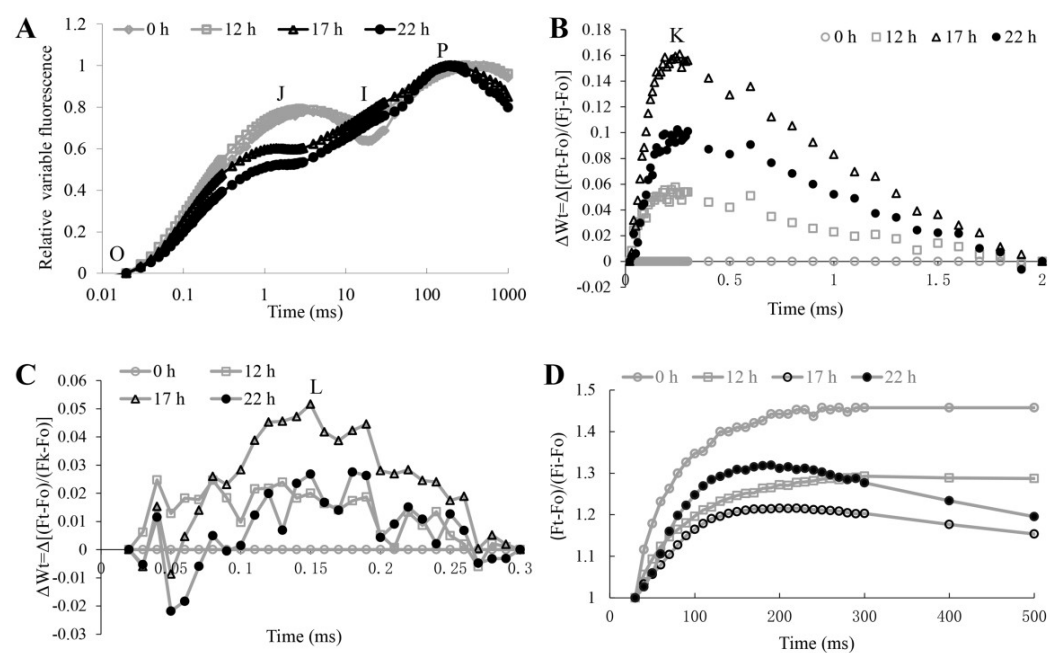 A
0 h 12 h 17 h 22 h
Relative variable fluorescence
1.2
1
0.8
0.6
0.4
0.2
0
O
J
I
P
0.01 0.1 1 10 100 1000
Time (ms)
B
0 h 12 h 17 h 22 h
ΔWt=Δ[(Ft-Fo)/(Fj-Fo)]
0.18
0.16
0.14
0.12
0.1
0.08
0.06
0.04
0.02
0
-0.02
K
0 0.5 1 1.5 2
Time (ms)
C
0 h 12 h
17 h 22 h
ΔWt=Δ[(Ft-Fo)/(Fk-Fo)]
0.06
0.05
0.04
0.03
0.02
0.01
0
-0.01
-0.02
-0.03
L
0 0.05 0.1 0.15 0.2 0.25 0.3
Time (ms)
D
0 h 12 h 17 h 22 h
(Ft-Fo)/(Fi-Fo)
1.5
1.4
1.3
1.2
1.1
1
0 100 200 300 400 500
Time (ms)